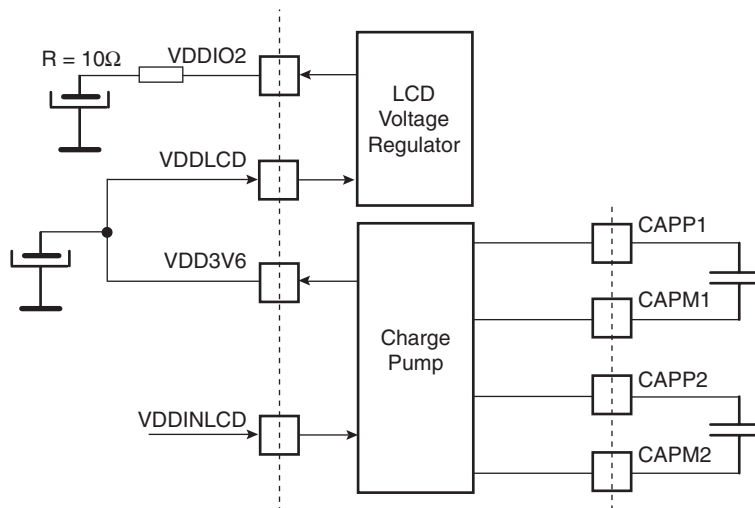 R = 10Ω
VDDIO2
LCD
Voltage
Regulator
VDDLCD
VDD3V6
VDDINLCD
Charge
Pump
CAPP1
CAPM1
CAPP2
CAPM2